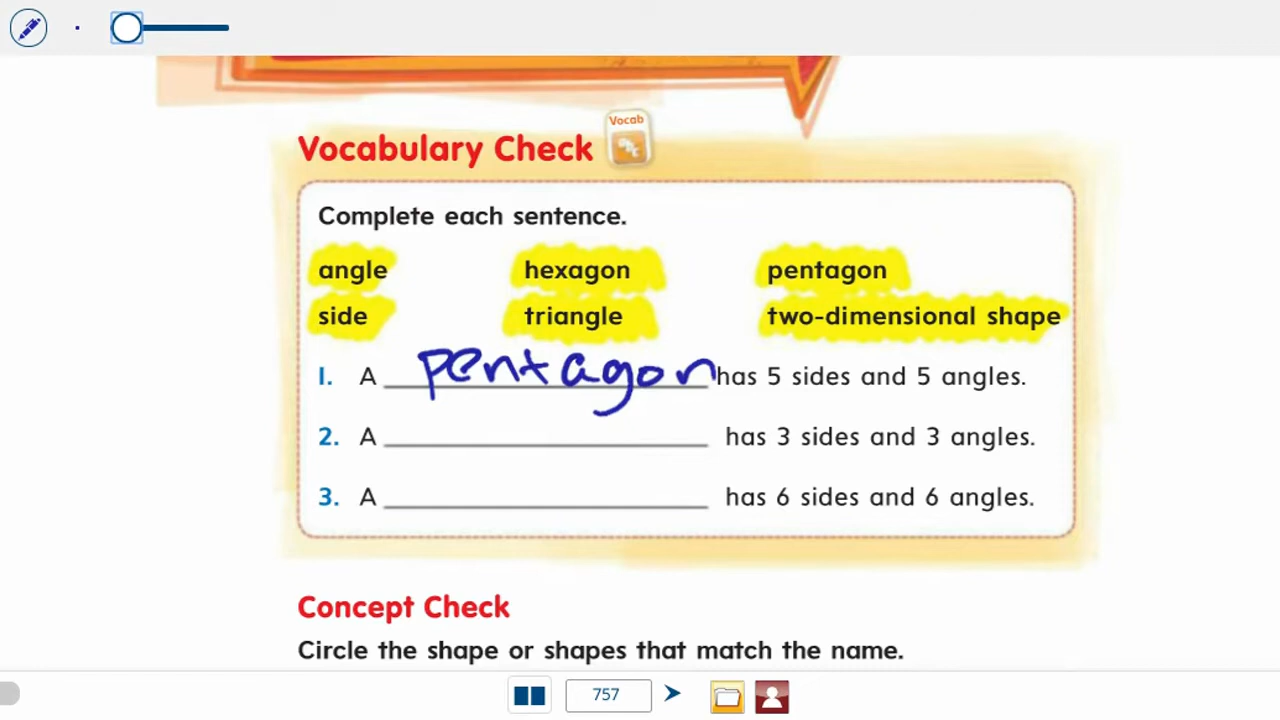 Vocabulary Check Vocab
Complete each sentence.
angle hexagon pentagon
side triangle two-dimensional shape
1. A pentagon has 5 sides and 5 angles.
2. A ____ has 3 sides and 3 angles.
3. A ____ has 6 sides and 6 angles.
Concept Check
Circle the shape or shapes that match the name.
757